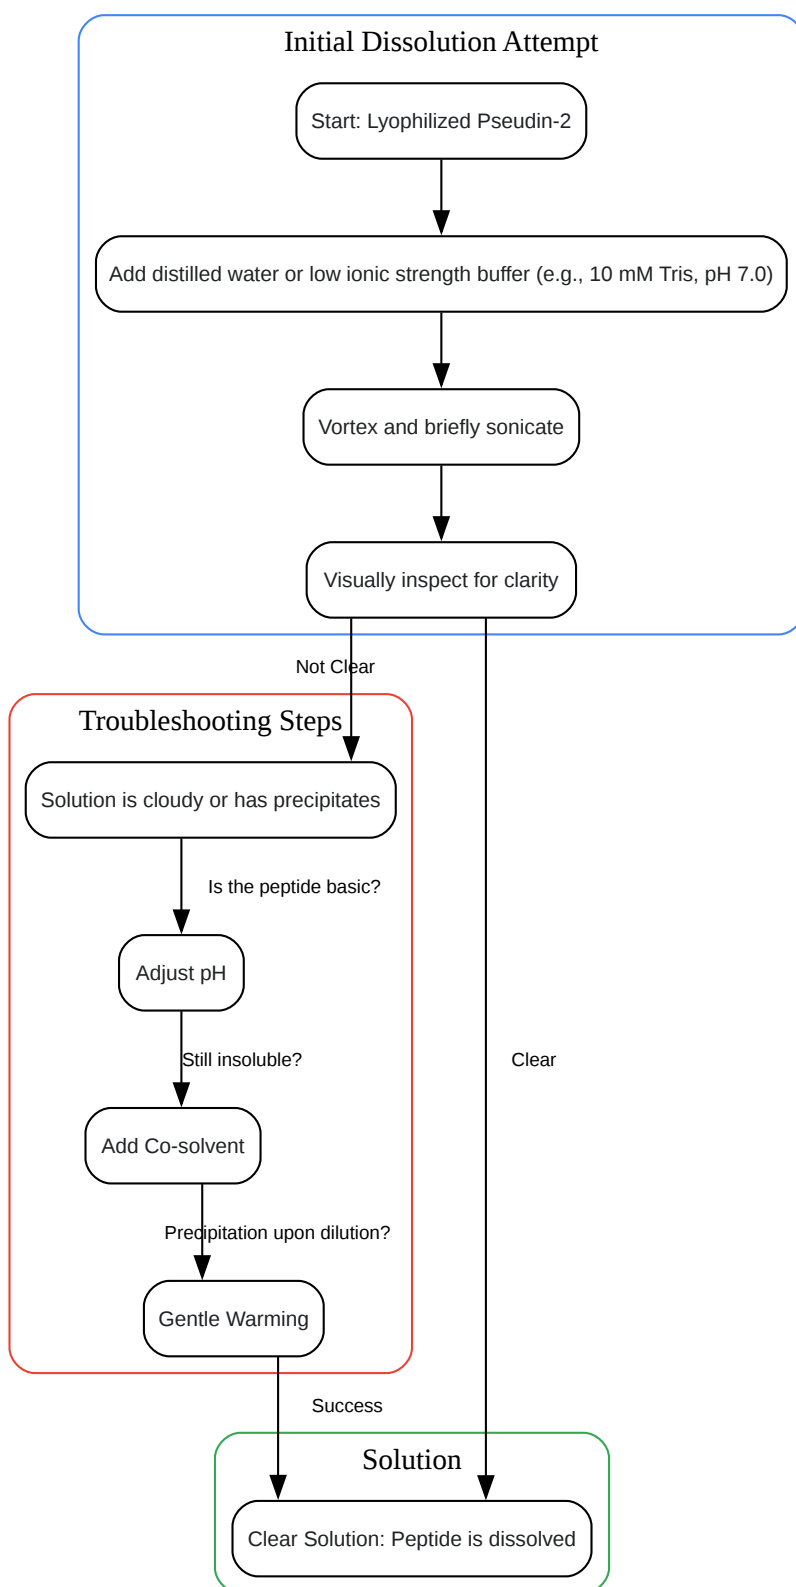 Initial Dissolution Attempt
Start: Lyophilized Pseudin-2
Add distilled water or low ionic strength buffer (e.g., 10 mM Tris, pH 7.0)
Vortex and briefly sonicate
Visually inspect for clarity
Not Clear
Troubleshooting Steps
Solution is cloudy or has precipitates
Is the peptide basic?
Adjust pH
Still insoluble?
Clear
Add Co-solvent
Precipitation upon dilution?
Gentle Warming
Success
Solution
Clear Solution: Peptide is dissolved